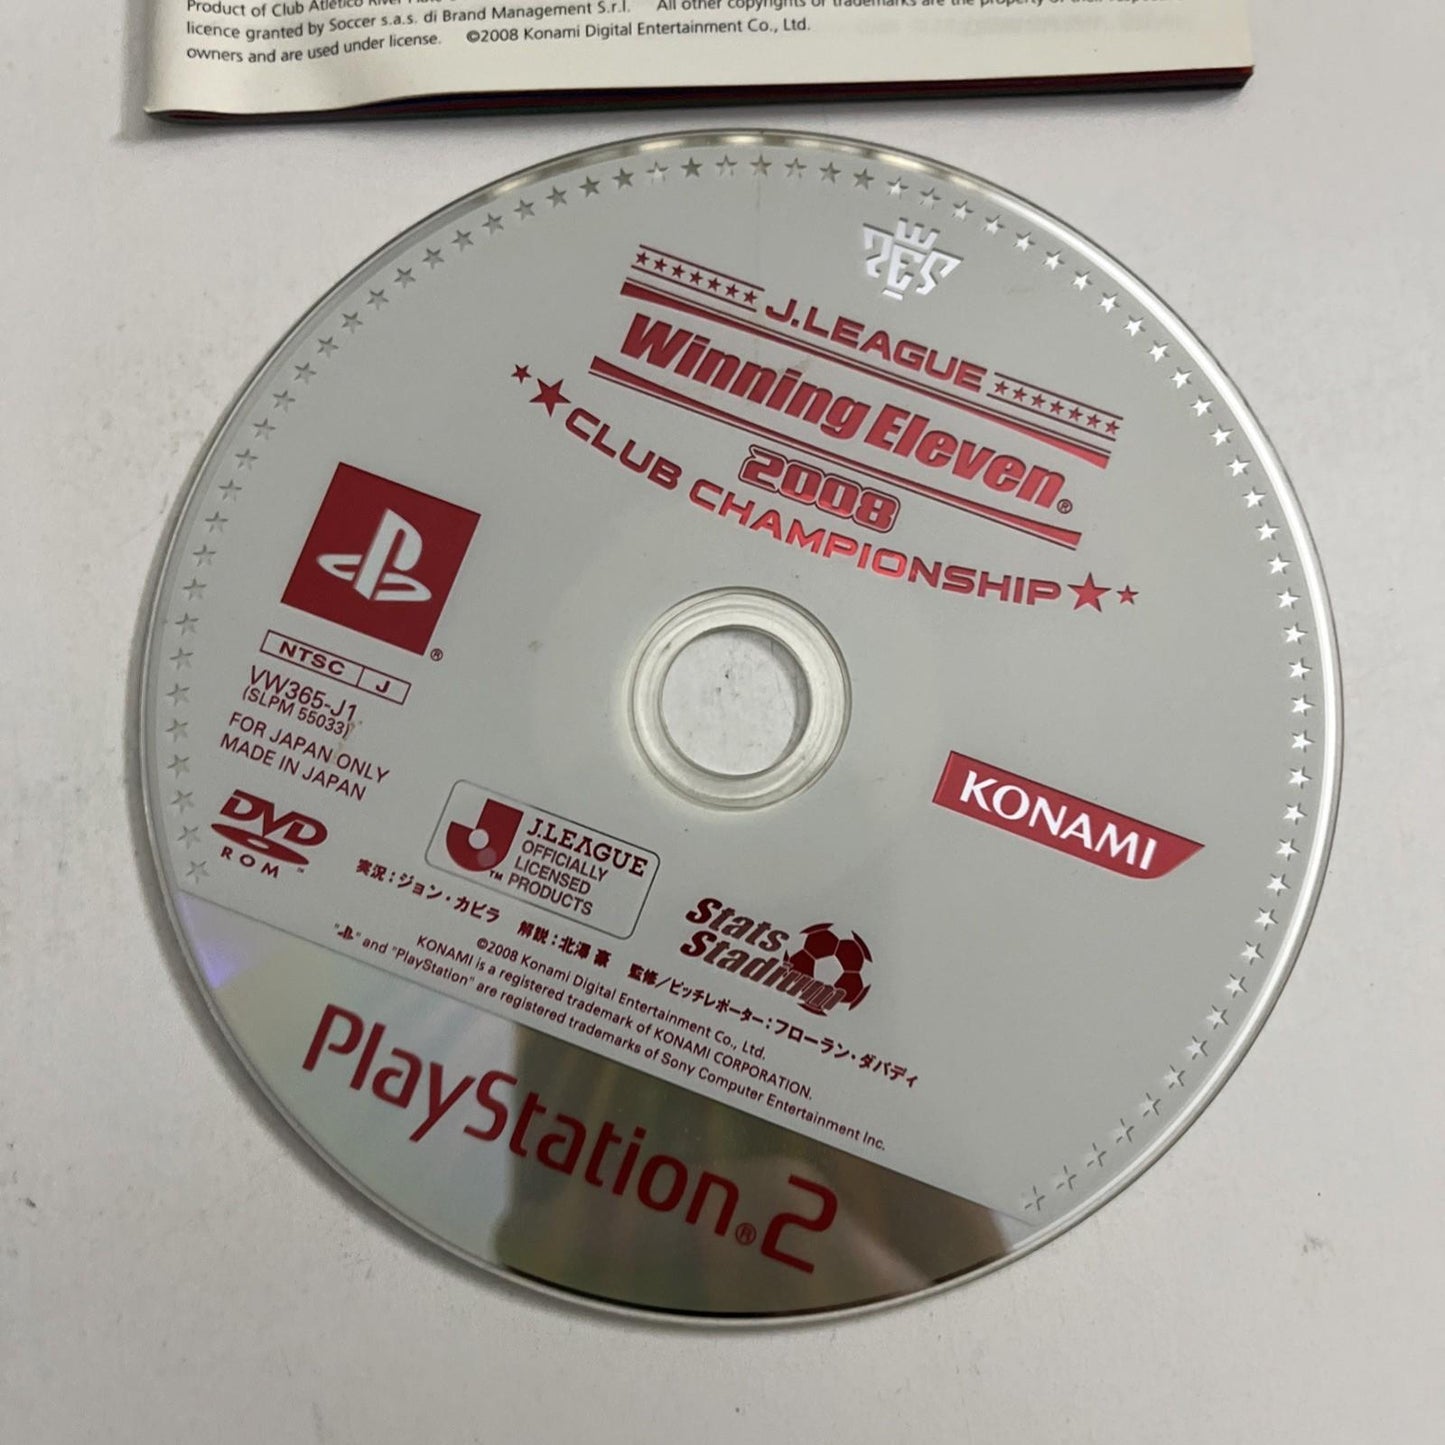 Product of Club Atlético River Plate
licence granted by Soccer s.a.s. di Brand Management S.r.l. All other copyrights or trademarks are the property of their
owners and are used under license. ©2008 Konami Digital Entertainment Co., Ltd.
PES
J.LEAGUE
Winning Eleven®
2008
CLUB CHAMPIONSHIP
®
NTSC J
VW365-J1
(SLPM 55033)
FOR JAPAN ONLY
MADE IN JAPAN
DVD
ROM™
J.LEAGUE
OFFICIALLY
LICENSED
™ PRODUCTS
KONAMI
Stats
Stadium
実況：ジョン・カビラ 解説：北澤 豪 監修／ピッチレポーター：フローラン・ダバディ
©2008 Konami Digital Entertainment Co., Ltd.
KONAMI is a registered trademark of KONAMI CORPORATION.
" " and "PlayStation" are registered trademarks of Sony Computer Entertainment Inc.
PlayStation®2